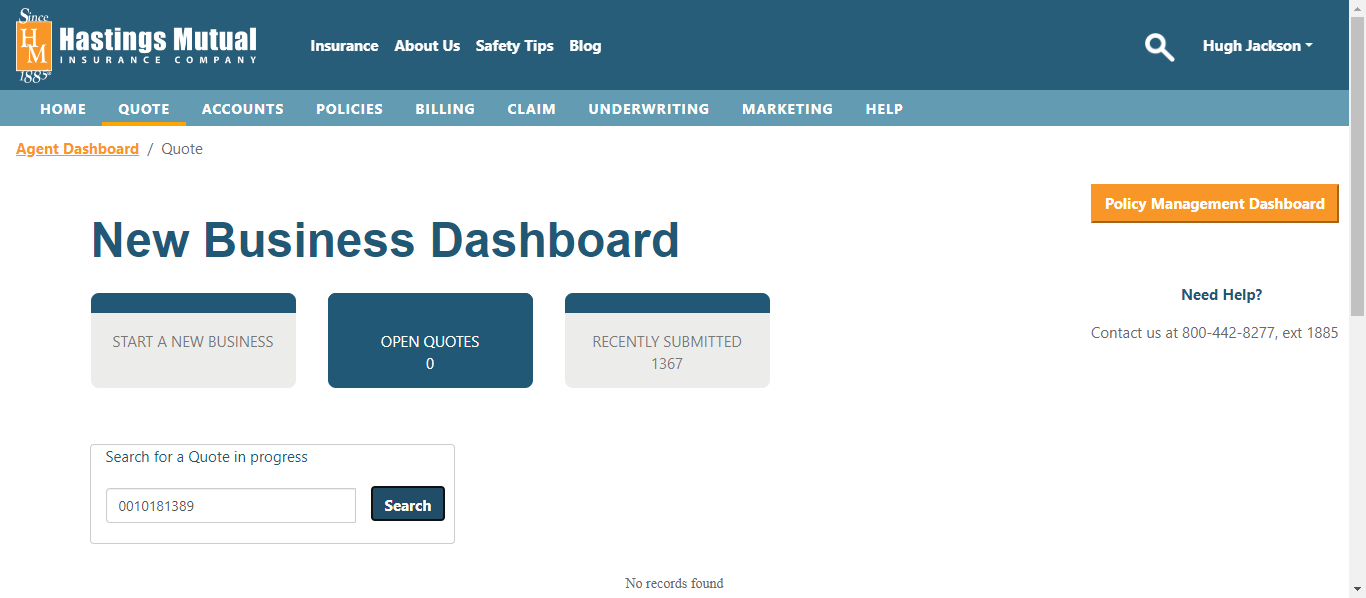 Since
HM
1885
Hastings Mutual
INSURANCE COMPANY
Insurance About Us Safety Tips Blog
Hugh Jackson
HOME QUOTE ACCOUNTS POLICIES BILLING CLAIM UNDERWRITING MARKETING HELP
Agent Dashboard / Quote
Policy Management Dashboard
New Business Dashboard
Need Help?
Contact us at 800-442-8277, ext 1885
START A NEW BUSINESS
OPEN QUOTES
0
RECENTLY SUBMITTED
1367
Search for a Quote in progress
0010181389
Search
No records found